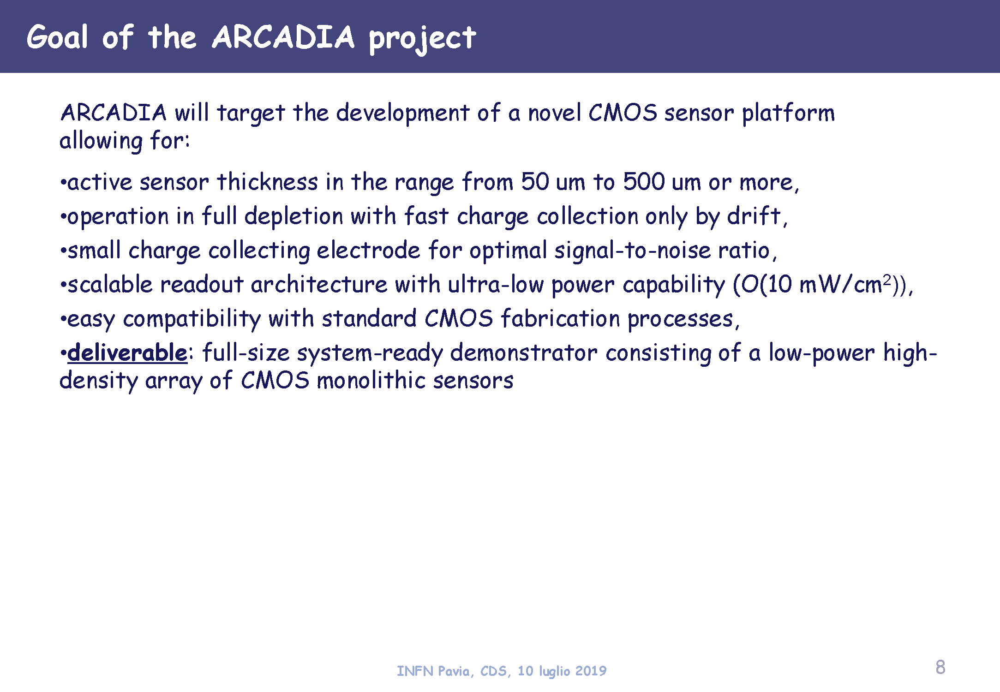 Goal of the ARCADIA project
ARCADIA will target the development of a novel CMOS sensor platform
allowing for:
•active sensor thickness in the range from 50 um to 500 um or more,
•operation in full depletion with fast charge collection only by drift,
•small charge collecting electrode for optimal signal-to-noise ratio,
•scalable readout architecture with ultra-low power capability (O(10 mW/cm²)),
•easy compatibility with standard CMOS fabrication processes,
•deliverable: full-size system-ready demonstrator consisting of a low-power high-
density array of CMOS monolithic sensors
INFN Pavia, CDS, 10 luglio 2019
8